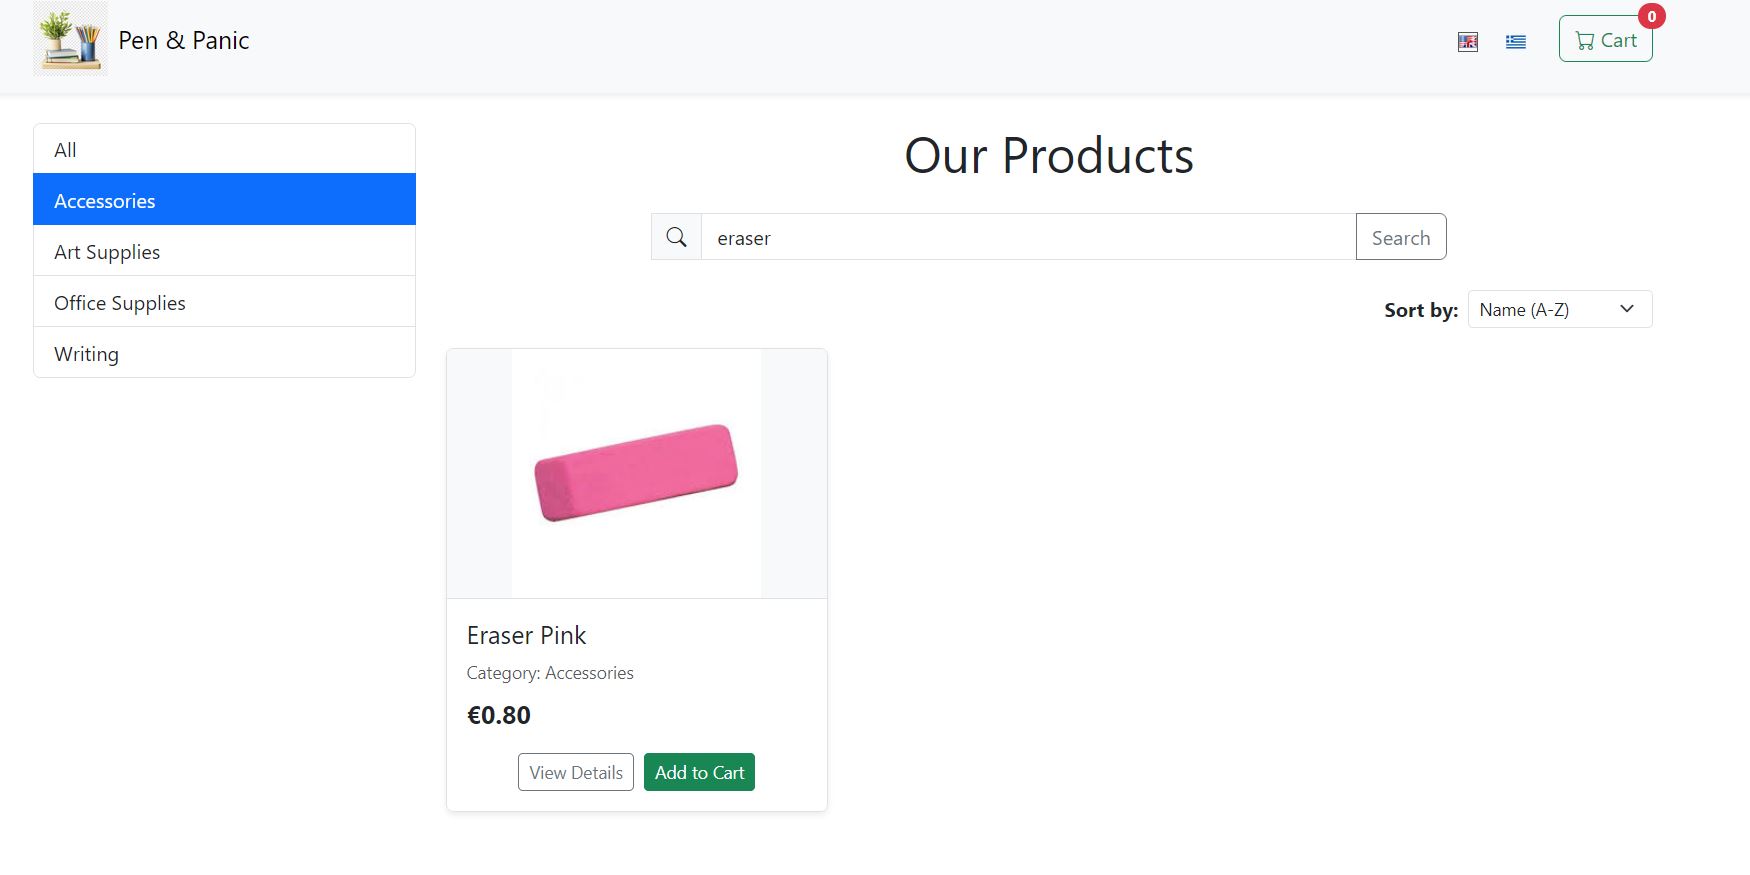 Pen & Panic
Cart
0
All
Accessories
Art Supplies
Office Supplies
Writing
Our Products
eraser
Search
Sort by:
Name (A-Z)
Eraser Pink
Category: Accessories
€0.80
View Details
Add to Cart